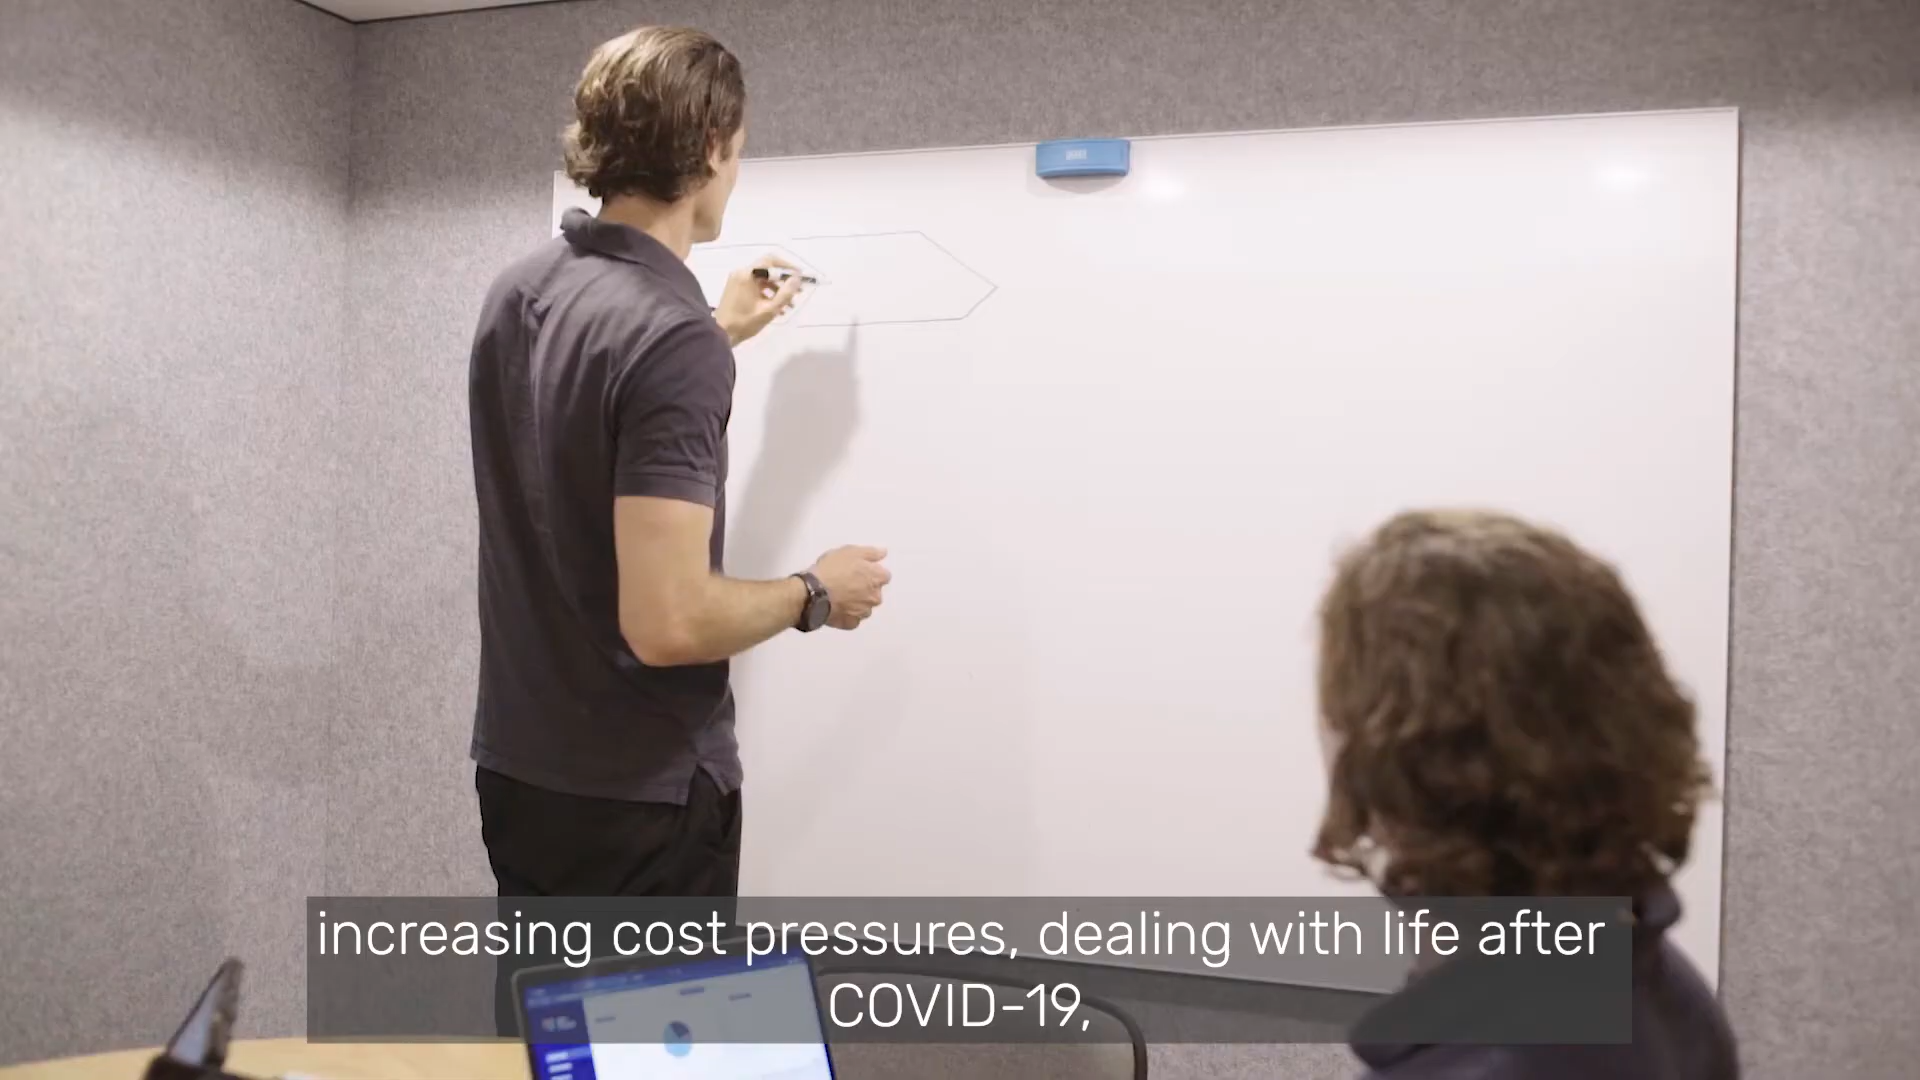 increasing cost pressures, dealing with life after
COVID-19,